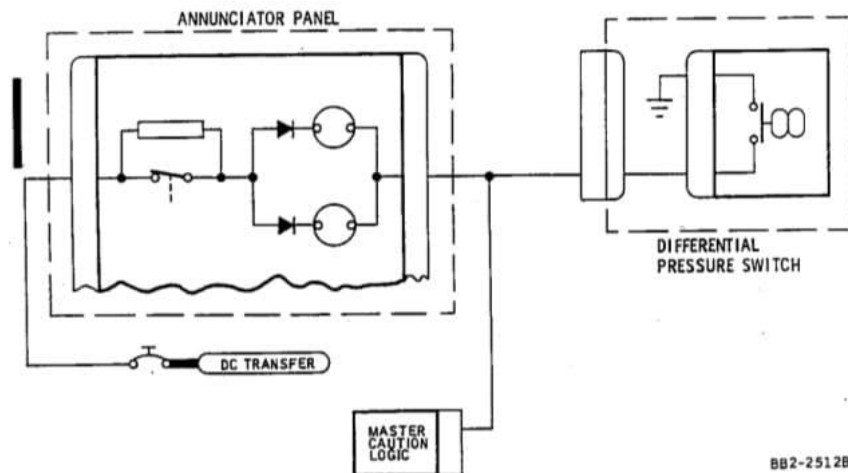 ANNUNCIATOR PANEL
DIFFERENTIAL
PRESSURE SWITCH
DC TRANSFER
MASTER
CAUTION
LOGIC
BB2-2512B